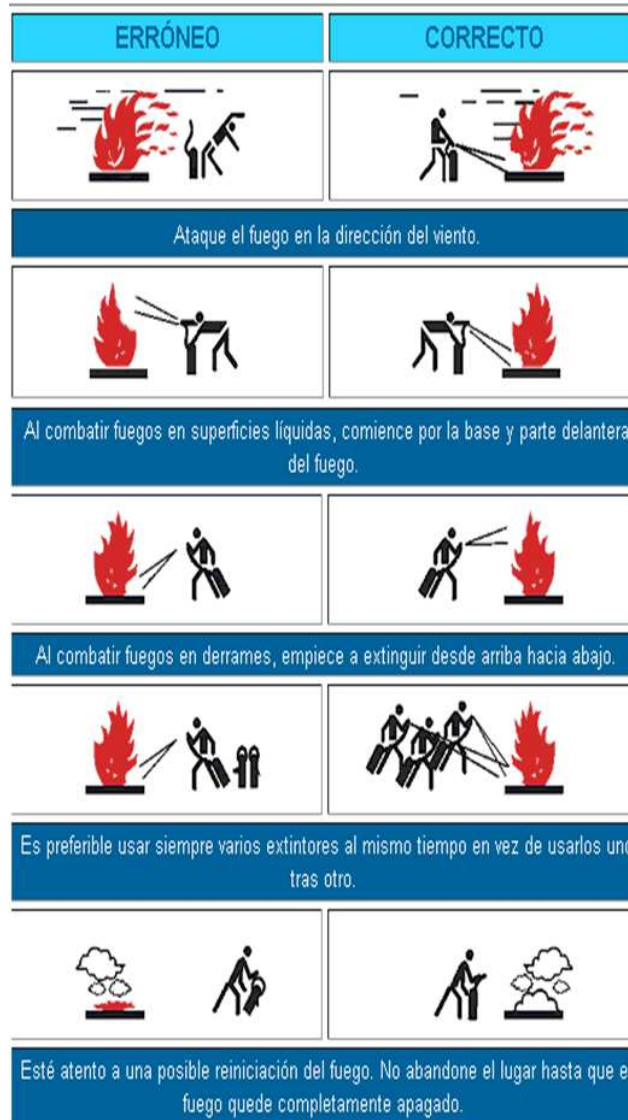 ERRÓNEO
CORRECTO
Ataque el fuego en la dirección del viento.
Al combatir fuegos en superficies líquidas, comience por la base y parte delantera
del fuego.
Al combatir fuegos en derrames, empiece a extinguir desde arriba hacia abajo.
Es preferible usar siempre varios extintores al mismo tiempo en vez de usarlos uno
tras otro.
Esté atento a una posible reiniciación del fuego. No abandone el lugar hasta que e
fuego quede completamente apagado.